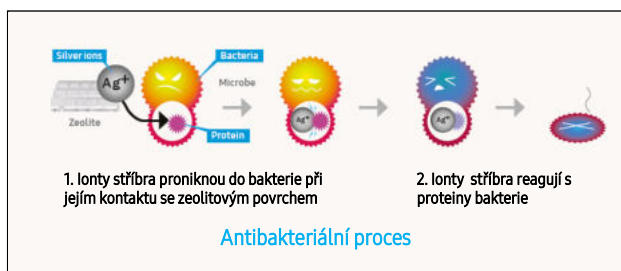 Silver ions
Ag+
Bacteria
Microbe
Zeolite
Protein
Ag+
Ag+
1. Ionty stříbra proniknou do bakterie při
jejím kontaktu se zeolitovým povrchem
2. Ionty stříbra reagují s
proteiny bakterie
Antibakteriální proces